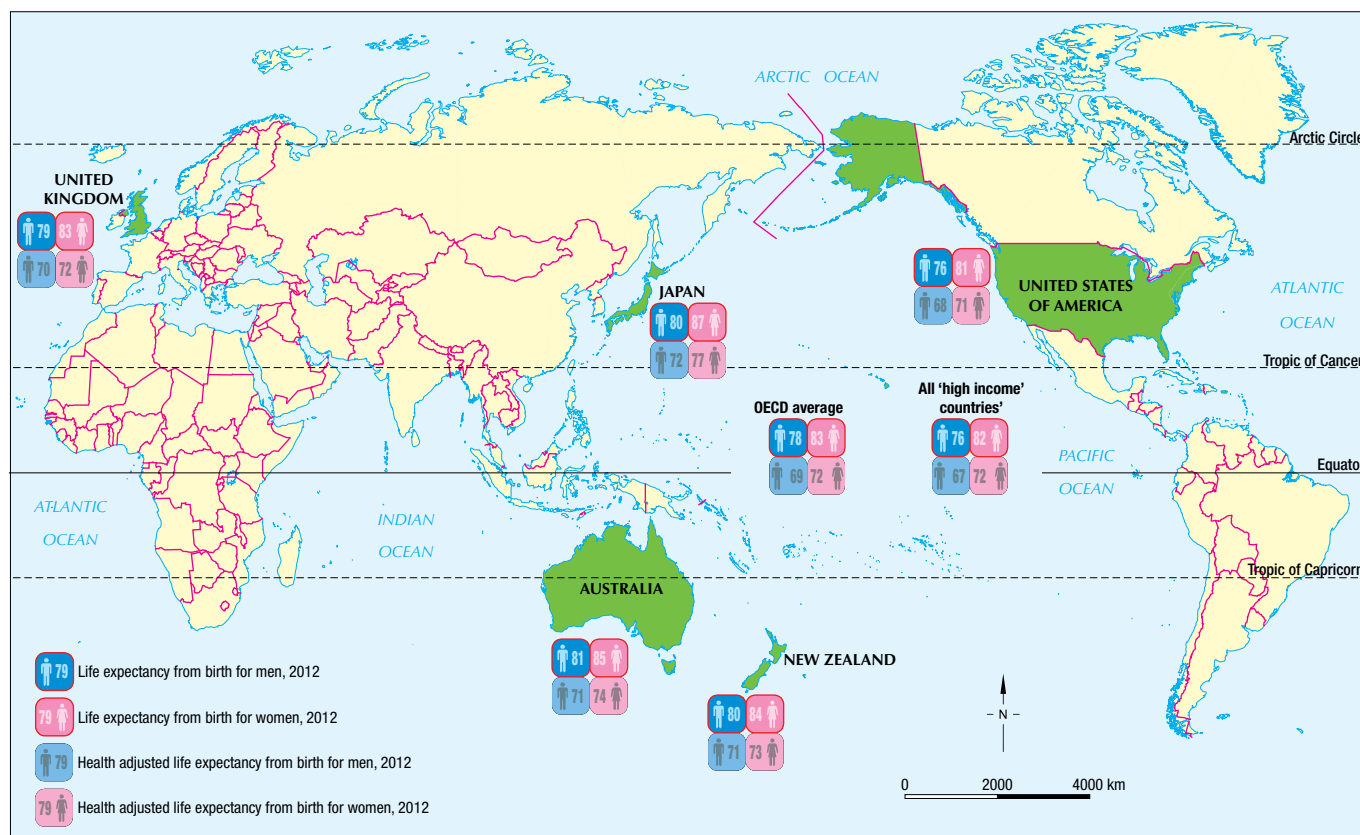 ARCTIC OCEAN
Arctic Circle
UNITED
KINGDOM
79 83
70 72
JAPAN
80 87
72 77
76 81
68 71
UNITED STATES
OF AMERICA
ATLANTIC
OCEAN
Tropic of Cancer
OECD average
78 83
69 72
All ‘high income’
countries’
76 82
67 72
PACIFIC
OCEAN
Equator
ATLANTIC
OCEAN
INDIAN
OCEAN
AUSTRALIA
81 85
71 74
Tropic of Capricorn
NEW ZEALAND
80 84
71 73
79 Life expectancy from birth for men, 2012
79 Life expectancy from birth for women, 2012
79 Health adjusted life expectancy from birth for men, 2012
79 Health adjusted life expectancy from birth for women, 2012
N
0 2000 4000 km